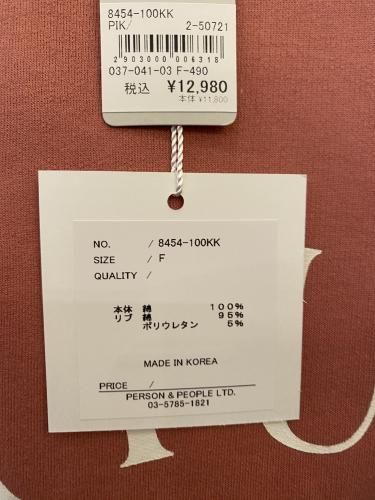 8454-100KK
PIK/ 2-50721
2903000006318
037-041-03 F-490
税込 ¥12,980
本体 ¥11,800
NO. / 8454-100KK
SIZE / F
QUALITY /
本体 綿 100%
リブ 綿 95%
ポリウレタン 5%
MADE IN KOREA
PRICE /
PERSON & PEOPLE LTD.
03-5785-1821